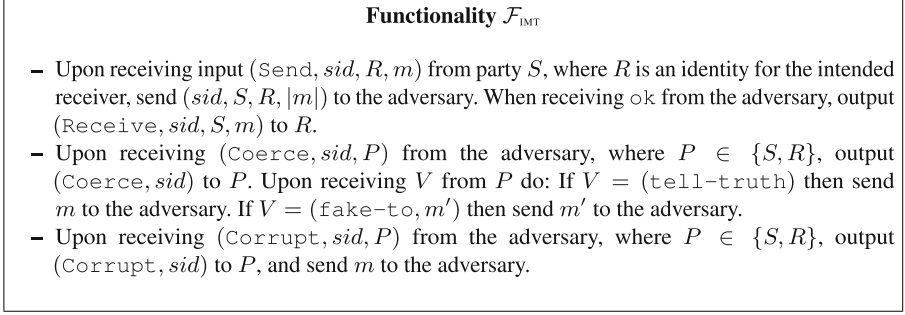 Functionality ℱIMT
– Upon receiving input (Send, sid, R, m) from party S, where R is an identity for the intended
receiver, send (sid, S, R, |m|) to the adversary. When receiving ok from the adversary, output
(Receive, sid, S, m) to R.
– Upon receiving (Coerce, sid, P) from the adversary, where P ∈ {S, R}, output
(Coerce, sid) to P. Upon receiving V from P do: If V = (tell-truth) then send
m to the adversary. If V = (fake-to, m′) then send m′ to the adversary.
– Upon receiving (Corrupt, sid, P) from the adversary, where P ∈ {S, R}, output
(Corrupt, sid) to P, and send m to the adversary.